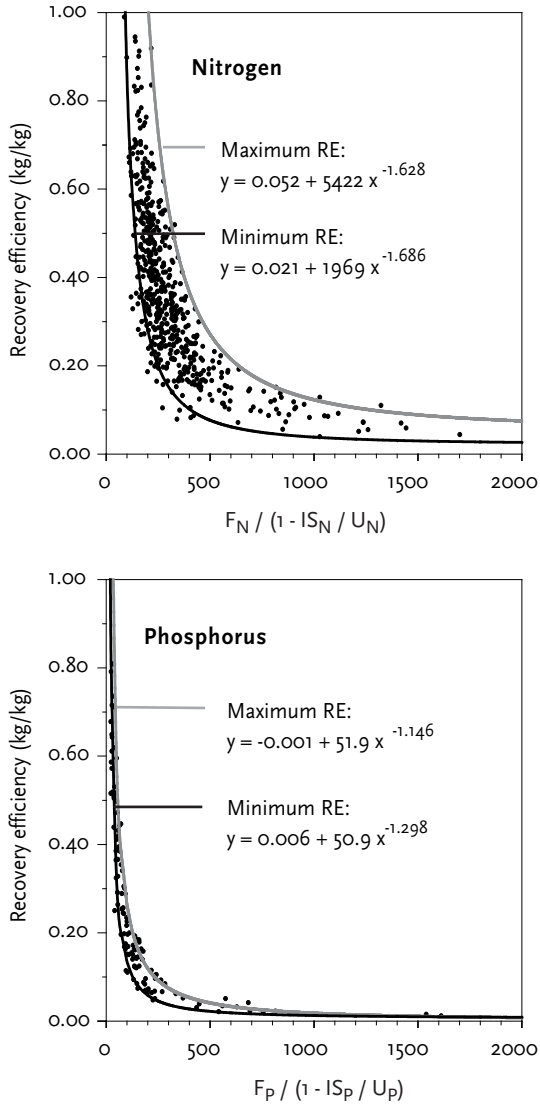 1.00
Nitrogen
0.80
Recovery efficiency (kg/kg)
Maximum RE:
y = 0.052 + 5422 x^-1.628
0.60
Minimum RE:
y = 0.021 + 1969 x^-1.686
0.40
0.20
0.00
0 500 1000 1500 2000
F_N / (1 - IS_N / U_N)
1.00
Phosphorus
0.80
Recovery efficiency (kg/kg)
Maximum RE:
y = -0.001 + 51.9 x^-1.146
0.60
Minimum RE:
y = 0.006 + 50.9 x^-1.298
0.40
0.20
0.00
0 500 1000 1500 2000
F_P / (1 - IS_P / U_P)